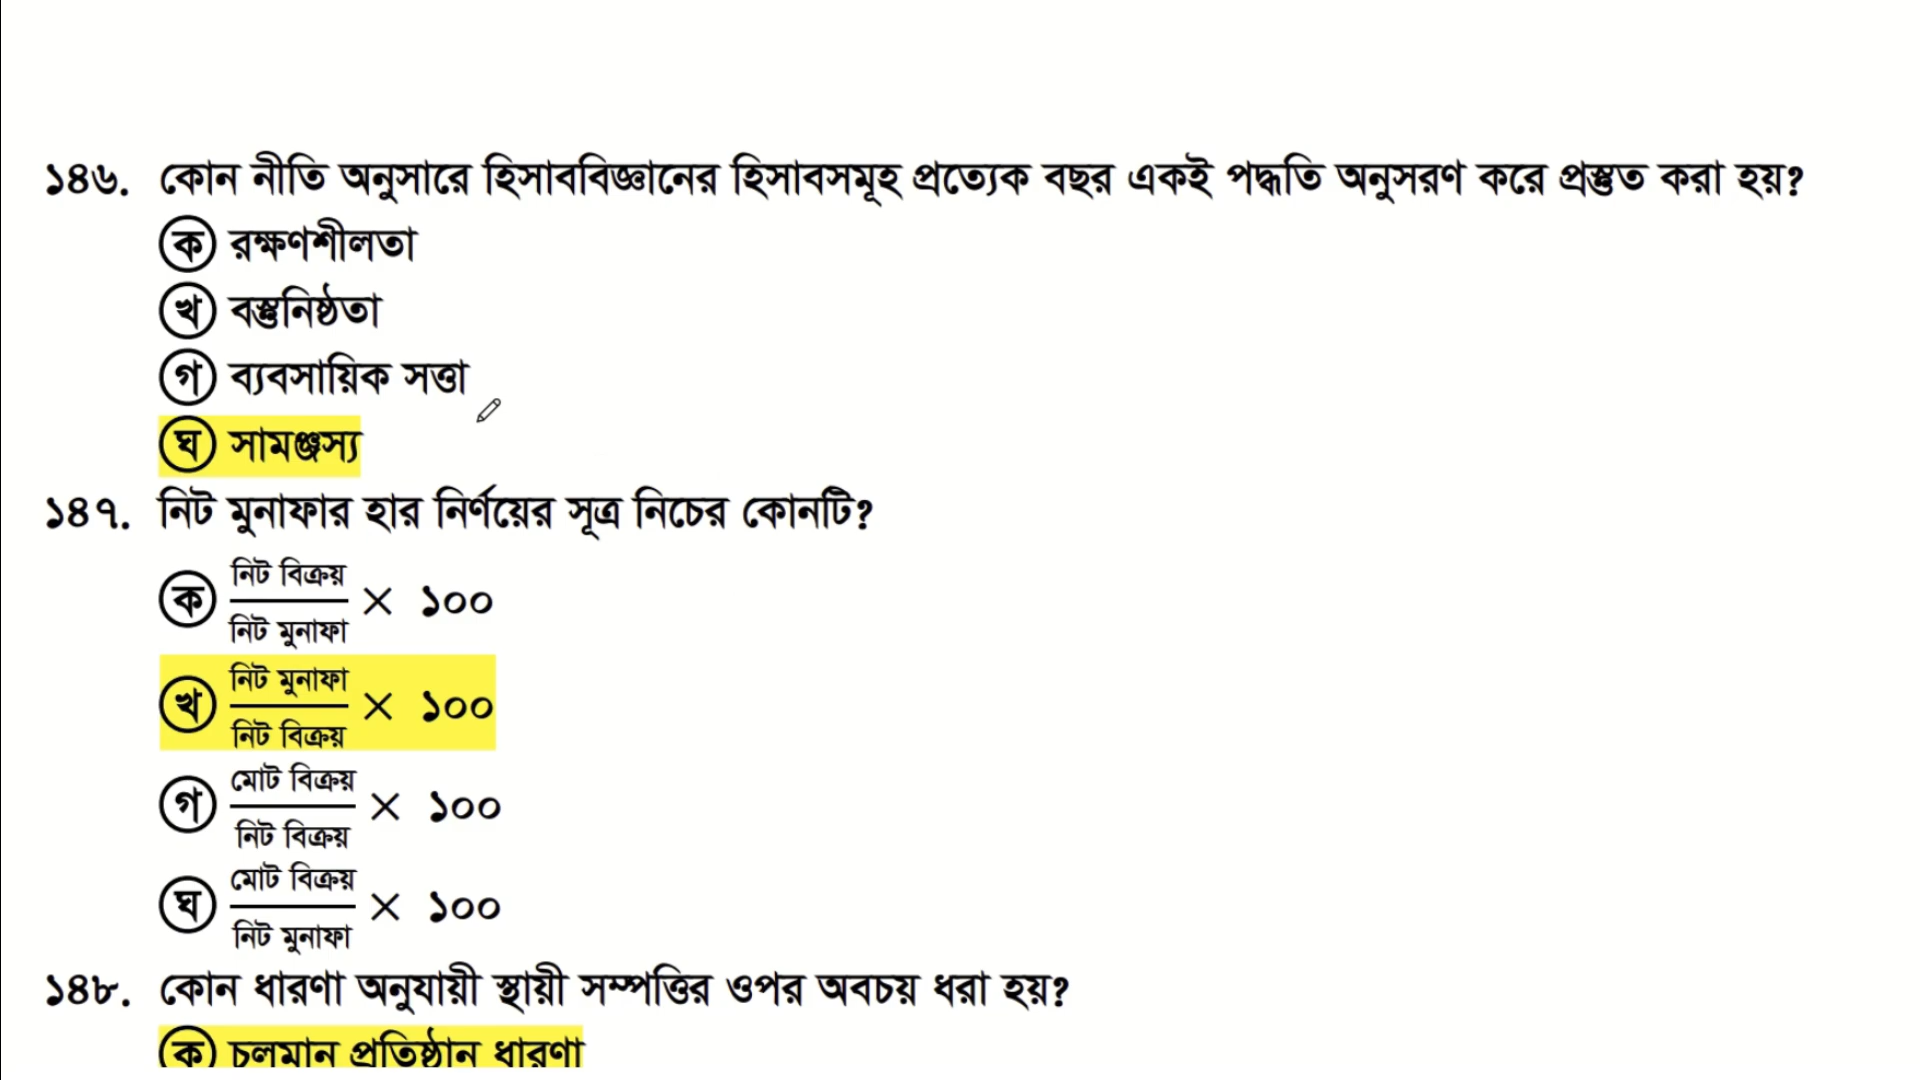 ১৪৬. কোন নীতি অনুসারে হিসাববিজ্ঞানের হিসাবসমূহ প্রত্যেক বছর একই পদ্ধতি অনুসরণ করে প্রস্তুত করা হয়?
ক রক্ষণশীলতা
খ বস্তুনিষ্ঠতা
গ ব্যবসায়িক সত্তা
ঘ সামঞ্জস্য
১৪৭. নিট মুনাফার হার নির্ণয়ের সূত্র নিচের কোনটি?
ক নিট বিক্রয় / নিট মুনাফা × ১০০
খ নিট মুনাফা / নিট বিক্রয় × ১০০
গ মোট বিক্রয় / নিট বিক্রয় × ১০০
ঘ মোট বিক্রয় / নিট মুনাফা × ১০০
১৪৮. কোন ধারণা অনুযায়ী স্থায়ী সম্পত্তির ওপর অবচয় ধরা হয়?
ক চলমান প্রতিষ্ঠান ধারণা